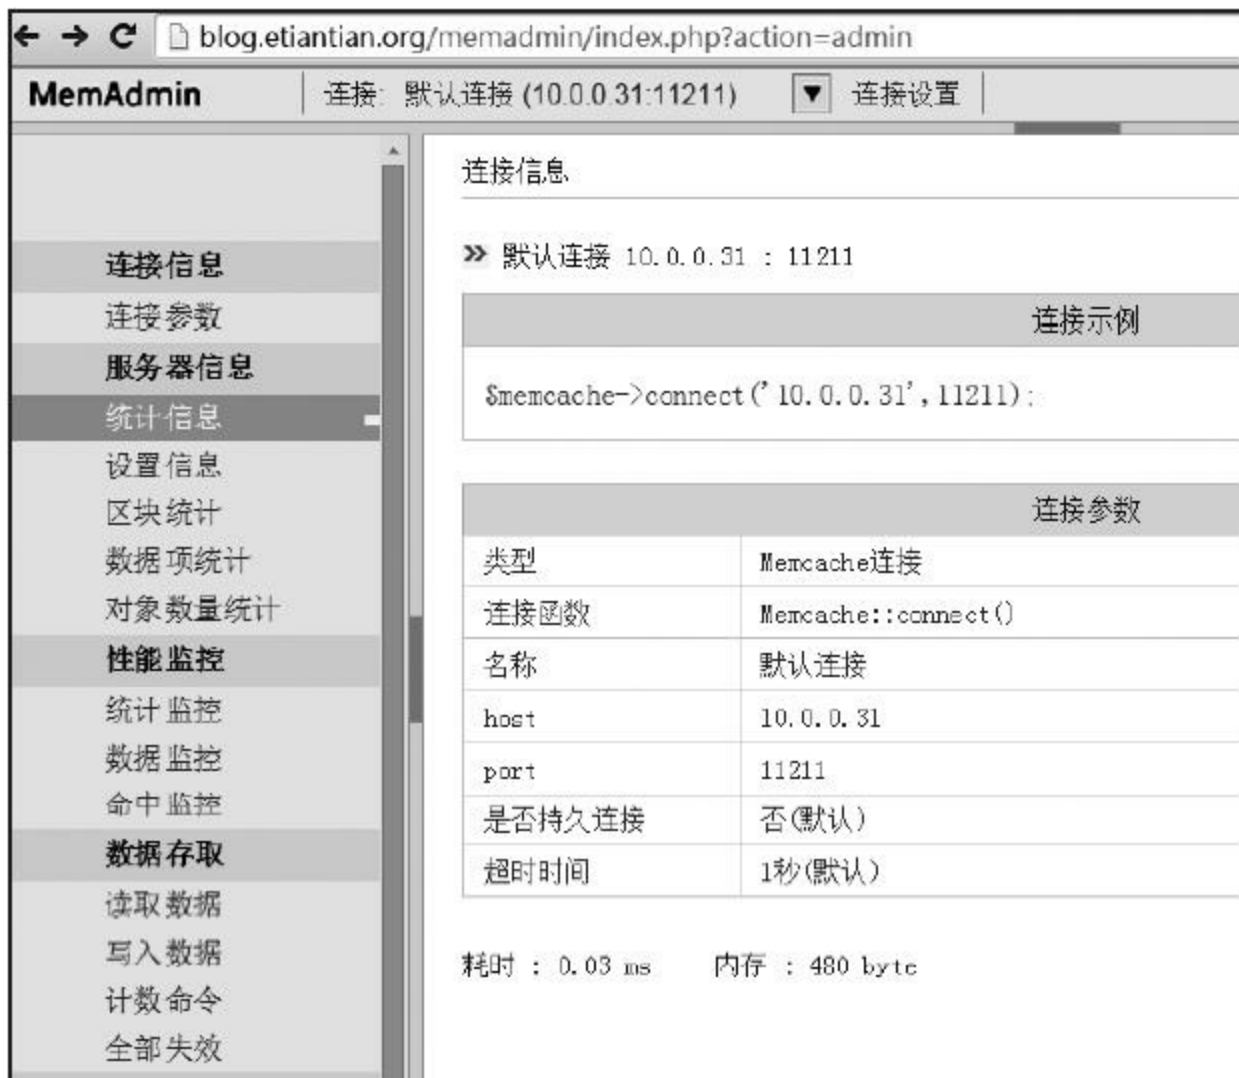 blog.etiantian.org/memadmin/index.php?action=admin
MemAdmin 连接: 默认连接 (10.0.0.31:11211) ▼ 连接设置
连接信息
连接参数
服务器信息
统计信息
设置信息
区块统计
数据项统计
对象数量统计
性能监控
统计监控
数据监控
命中监控
数据存取
读取数据
写入数据
计数命令
全部失效
连接信息
» 默认连接 10.0.0.31 : 11211
连接示例
$memcache->connect('10.0.0.31',11211);
连接参数
类型 Memcache连接
连接函数 Memcache::connect()
名称 默认连接
host 10.0.0.31
port 11211
是否持久连接 否(默认)
超时时间 1秒(默认)
耗时 : 0.03 ms 内存 : 480 byte